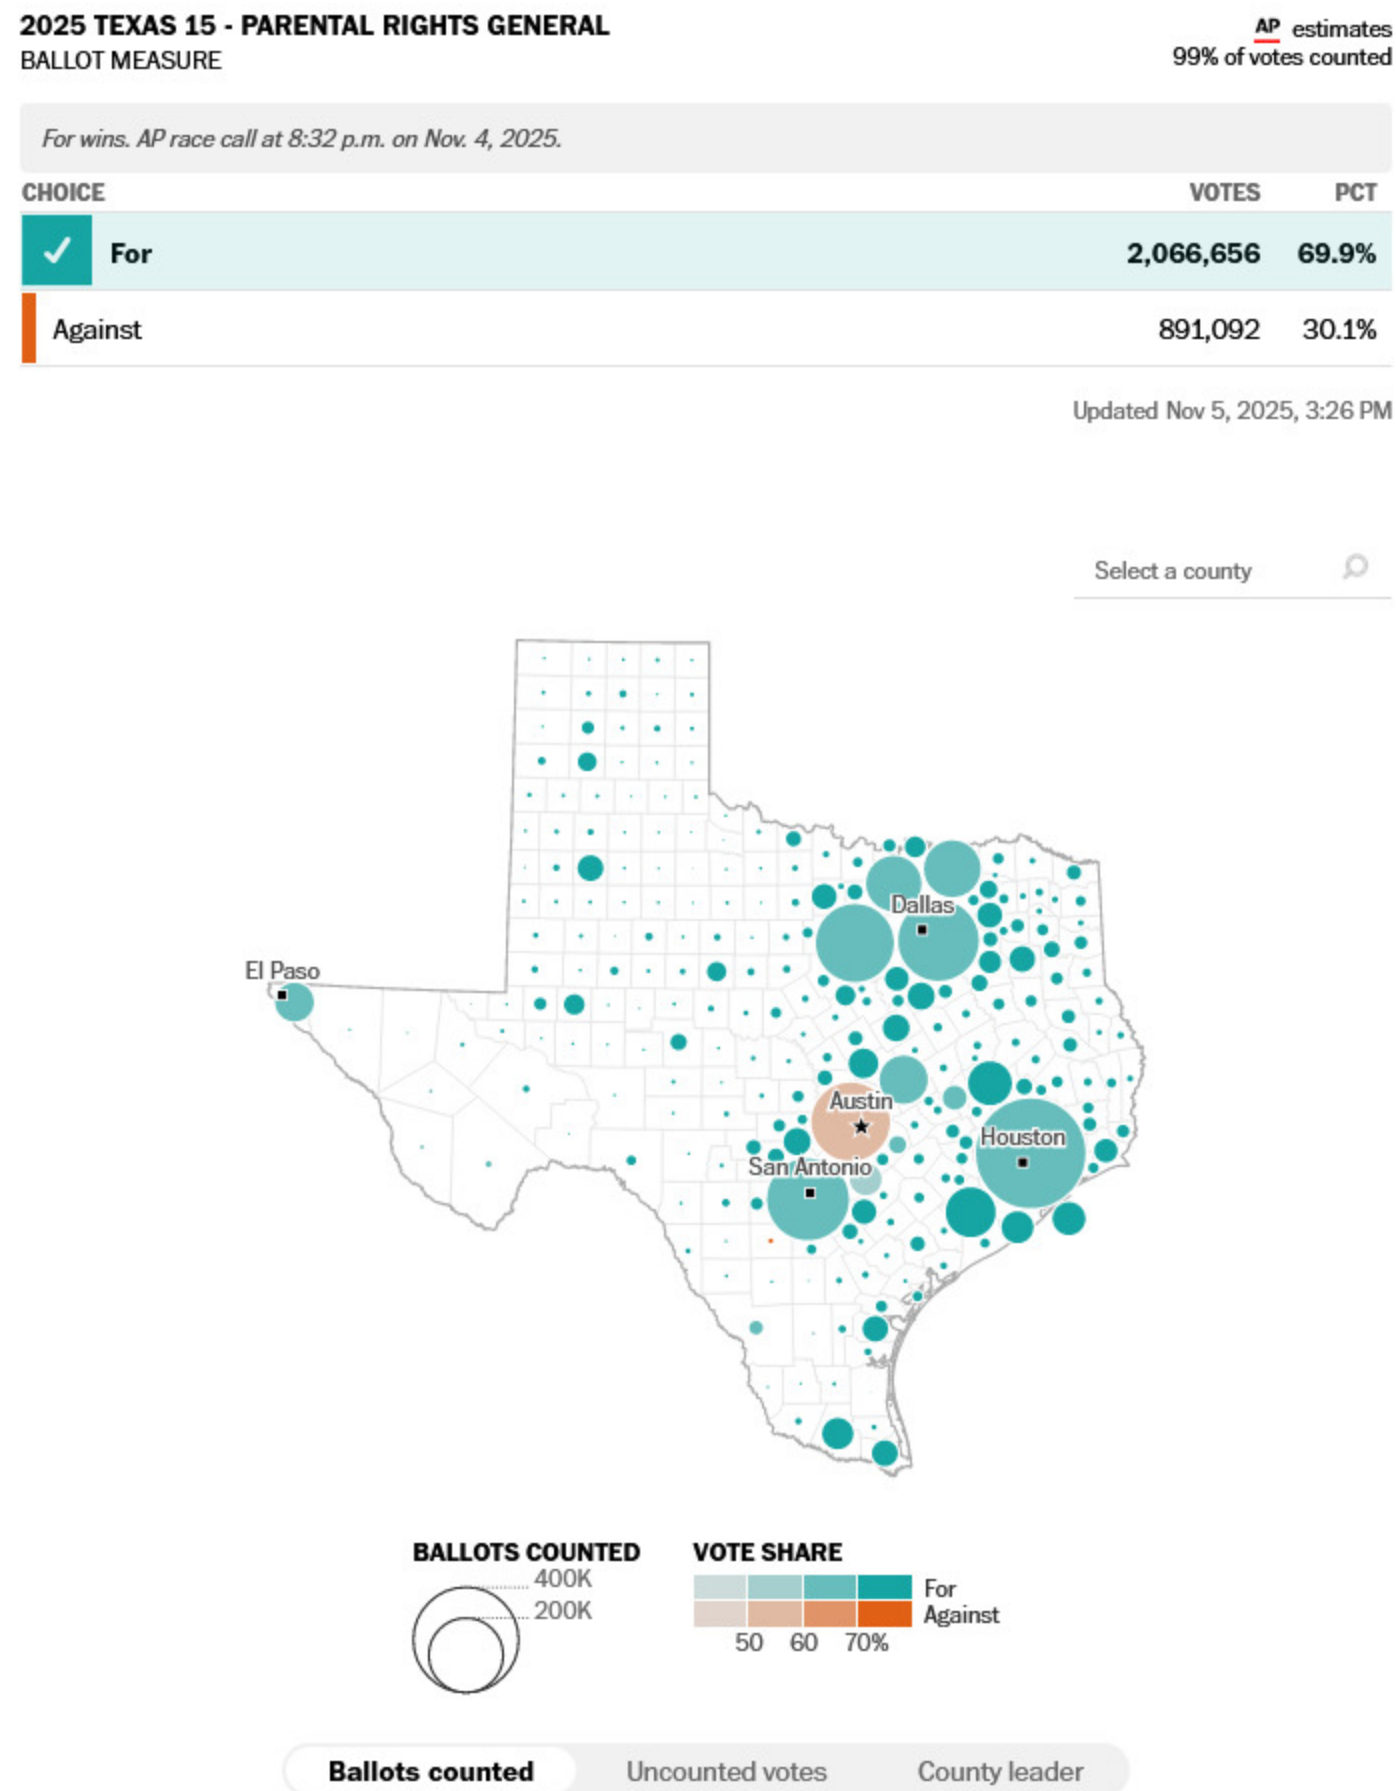 2025 TEXAS 15 - PARENTAL RIGHTS GENERAL
BALLOT MEASURE
AP estimates
99% of votes counted
For wins. AP race call at 8:32 p.m. on Nov. 4, 2025.
CHOICE VOTES PCT
For 2,066,656 69.9%
Against 891,092 30.1%
Updated Nov 5, 2025, 3:26 PM
Select a county
Dallas
El Paso
Austin
Houston
San Antonio
BALLOTS COUNTED
400K
200K
VOTE SHARE
For
Against
50 60 70%
Ballots counted Uncounted votes County leader